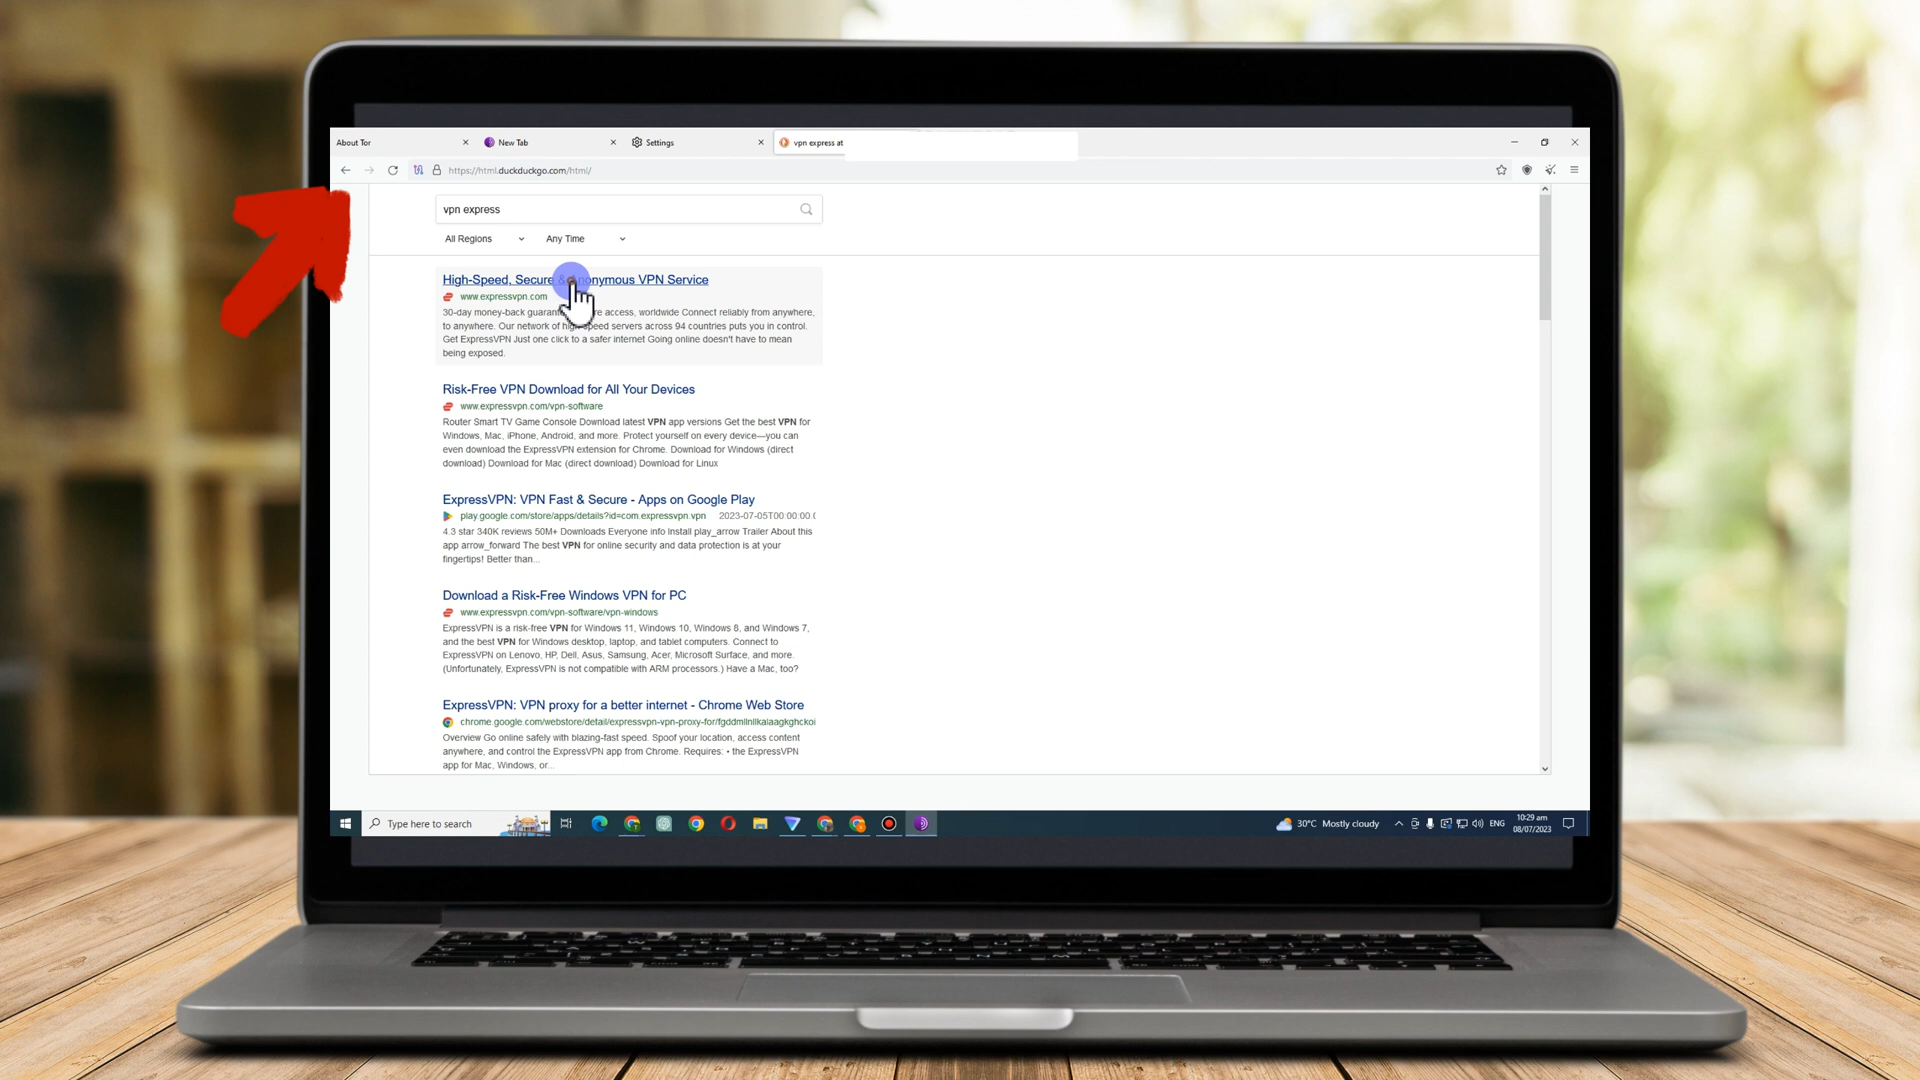 About Tor
New Tab
Settings
vpn express at
https://html.duckduckgo.com/html/
vpn express
All Regions
Any Time
High-Speed, Secure & Anonymous VPN Service
www.expressvpn.com
30-day money-back access, worldwide Connect reliably from anywhere,
to anywhere. Our network of high-speed servers across 94 countries puts you in control.
Get ExpressVPN Just one click to a safer internet Going online doesn't have to mean
being exposed.
Risk-Free VPN Download for All Your Devices
www.expressvpn.com/vpn-software
Router Smart TV Game Console Download latest VPN app versions Get the best VPN for
Windows, Mac, iPhone, Android, and more. Protect yourself on every device—you can
even download the ExpressVPN extension for Chrome. Download for Windows (direct
download) Download for Mac (direct download) Download for Linux
ExpressVPN: VPN Fast & Secure - Apps on Google Play
play.google.com/store/apps/details?id=com.expressvpn.vpn 2023-07-05T00:00:00.0
4.3 star 340K reviews 50M+ Downloads Everyone info Install play_arrow Trailer About this
app arrow_forward The best VPN for online security and data protection is at your
fingertips! Better than...
Download a Risk-Free Windows VPN for PC
www.expressvpn.com/vpn-software/vpn-windows
ExpressVPN is a risk-free VPN for Windows 11, Windows 10, Windows 8, and Windows 7,
and the best VPN for Windows desktop, laptop, and tablet computers. Connect to
ExpressVPN on Lenovo, HP, Dell, Asus, Samsung, Acer, Microsoft Surface, and more.
(Unfortunately, ExpressVPN is not compatible with ARM processors.) Have a Mac, too?
ExpressVPN: VPN proxy for a better internet - Chrome Web Store
chrome.google.com/webstore/detail/expressvpn-vpn-proxy-for/fgddmllnllkalaagkghckoi
Overview Go online safely with blazing-fast speed. Spoof your location, access content
anywhere, and control the ExpressVPN app from Chrome. Requires: • the ExpressVPN
app for Mac, Windows, or...
Type here to search
30°C Mostly cloudy
ENG
10:29 am
08/07/2023